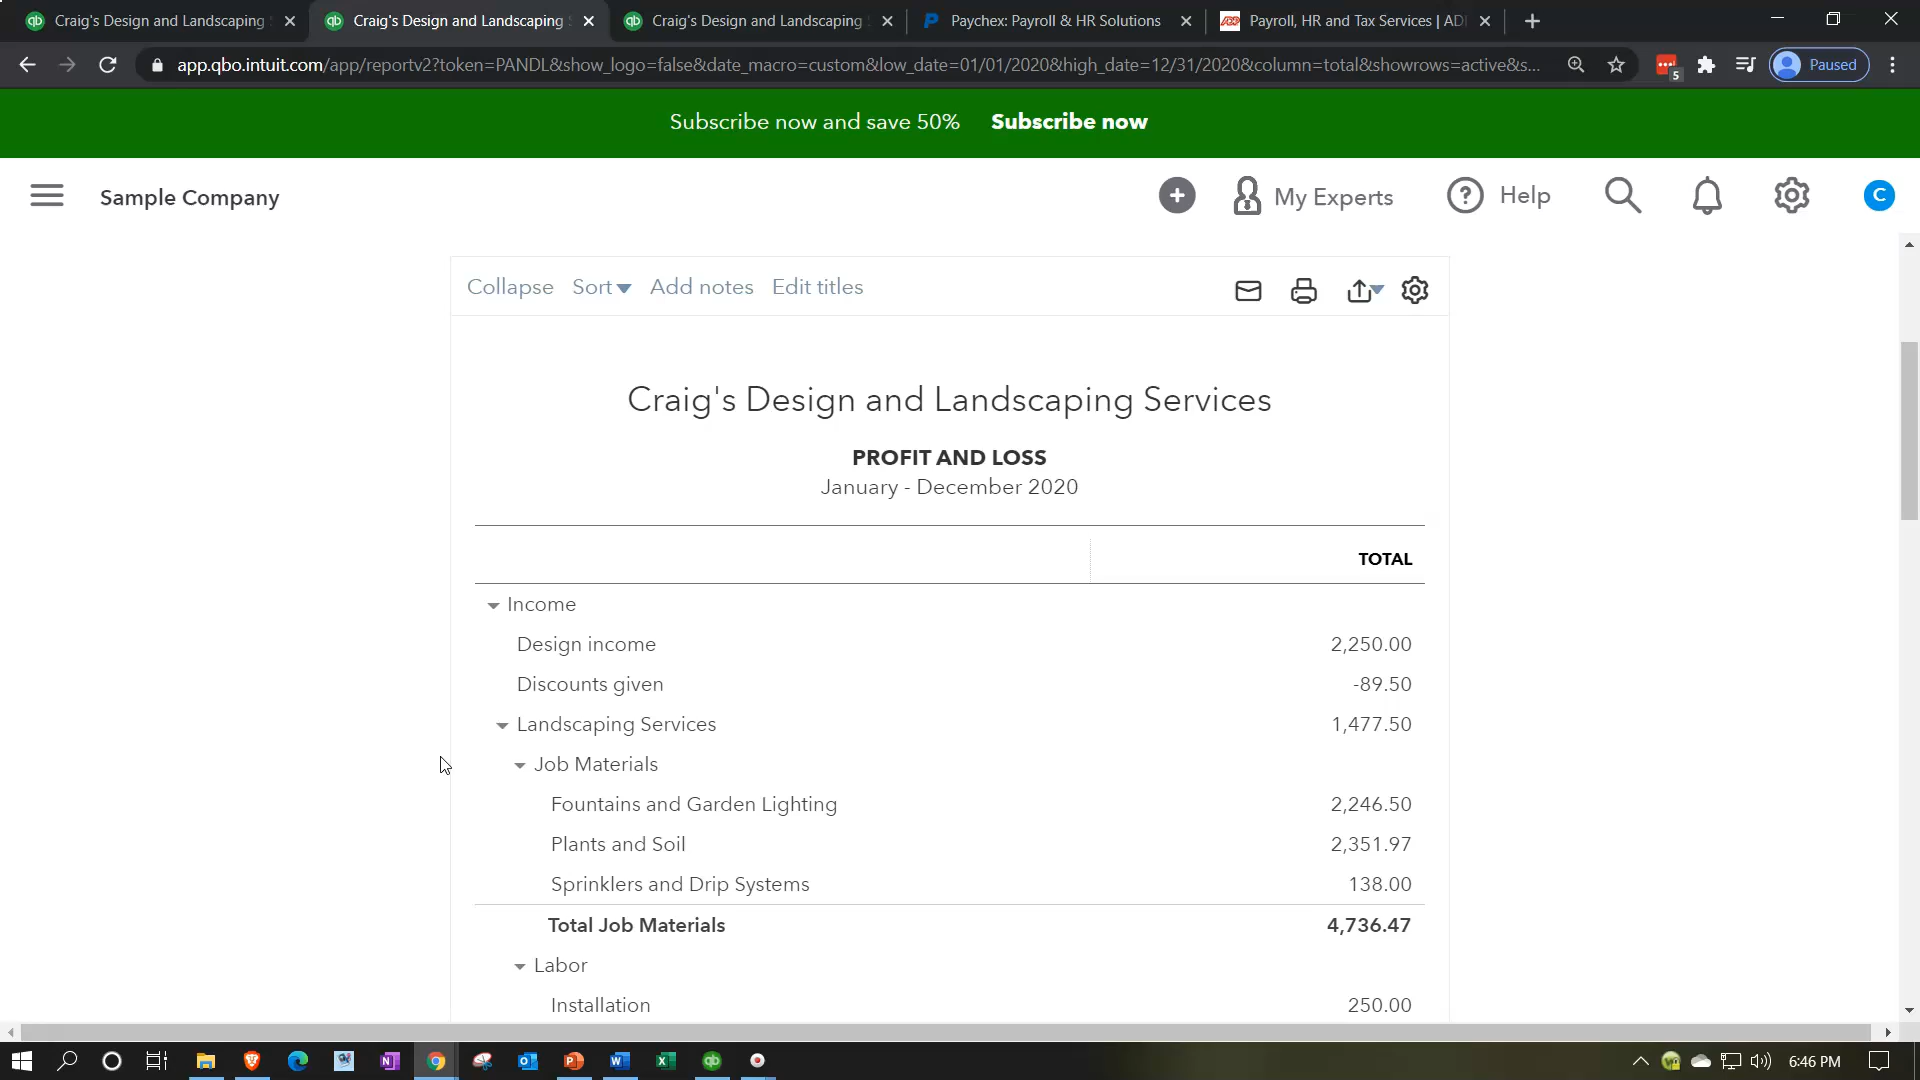 Craig's Design and Landscaping
Craig's Design and Landscaping
Craig's Design and Landscaping
Paychex: Payroll & HR Solutions
Payroll, HR and Tax Services | AD
app.qbo.intuit.com/app/reportv2?token=PANDL&show_logo=false&date_macro=custom&low_date=01/01/2020&high_date=12/31/2020&column=total&showrows=active&s...
5
Paused
Subscribe now and save 50% Subscribe now
Sample Company
My Experts
Help
C
Collapse Sort Add notes Edit titles
Craig's Design and Landscaping Services
PROFIT AND LOSS
January - December 2020
TOTAL
Income
Design income 2,250.00
Discounts given -89.50
Landscaping Services 1,477.50
Job Materials
Fountains and Garden Lighting 2,246.50
Plants and Soil 2,351.97
Sprinklers and Drip Systems 138.00
Total Job Materials 4,736.47
Labor
Installation 250.00
6:46 PM